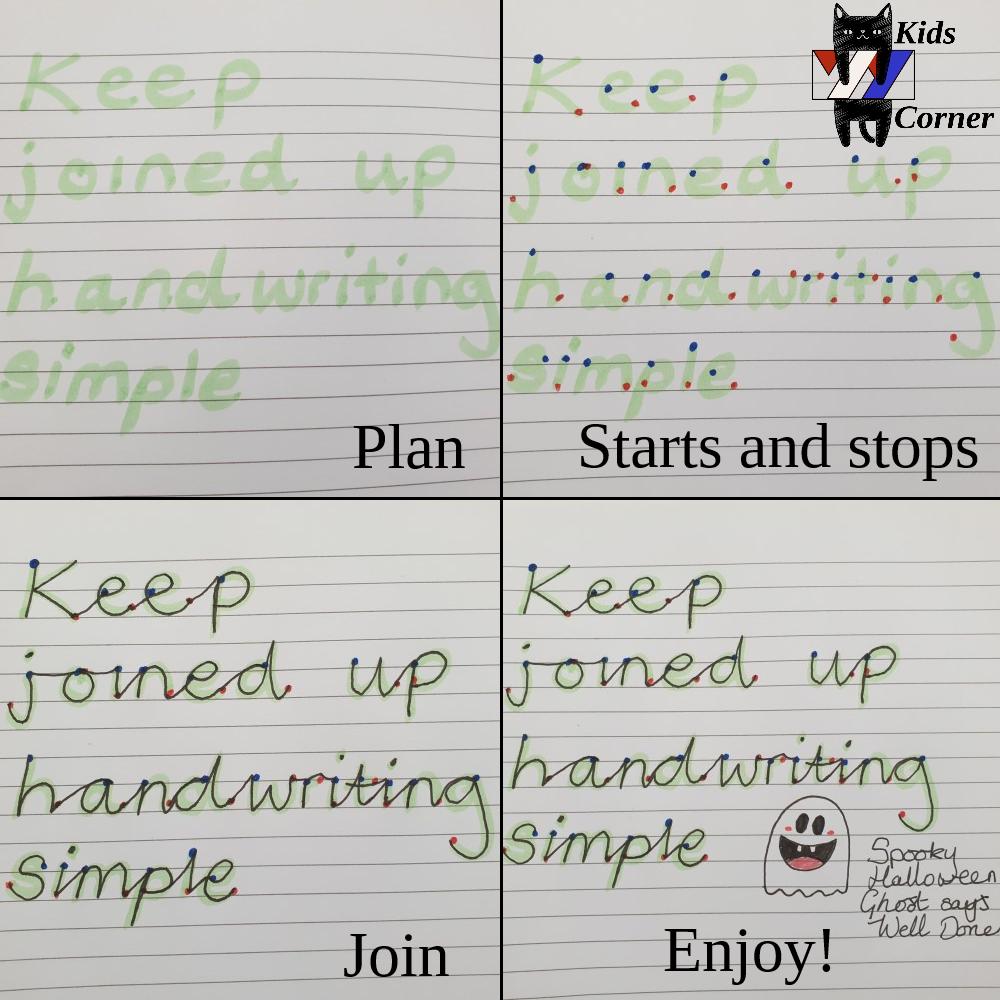 Keep
joined up
handwriting
simple
Plan
Kids
Corner
Keep
joined up
handwriting
simple
Starts and stops
Keep
joined up
handwriting
simple
Join
Keep
joined up
handwriting
simple
Spooky
Halloween
Ghost says
Well Done
Enjoy!